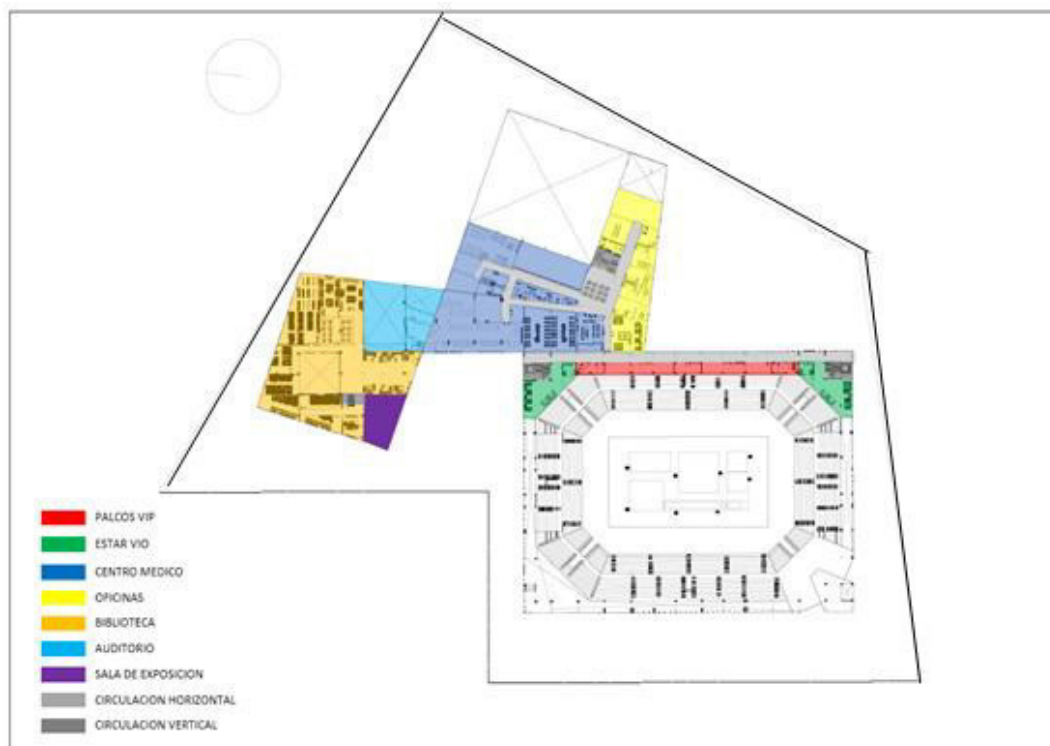 PALCOS VIP
ESTAR VIO
CENTRO MEDICO
OFICINAS
BIBLIOTECA
AUDITORIO
SALA DE EXPOSICION
CIRCULACION HORIZONTAL
CIRCULACION VERTICAL